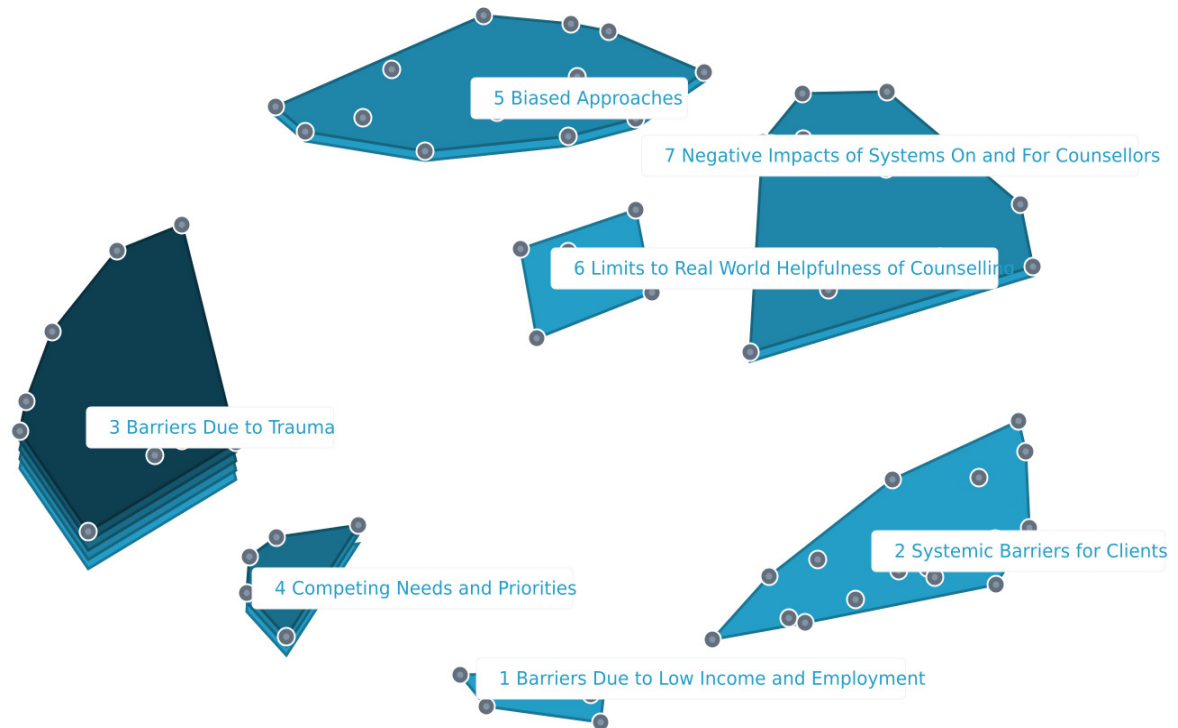 5 Biased Approaches
7 Negative Impacts of Systems On and For Counsellors
6 Limits to Real World Helpfulness of Counselling
3 Barriers Due to Trauma
2 Systemic Barriers for Clients
4 Competing Needs and Priorities
1 Barriers Due to Low Income and Employment